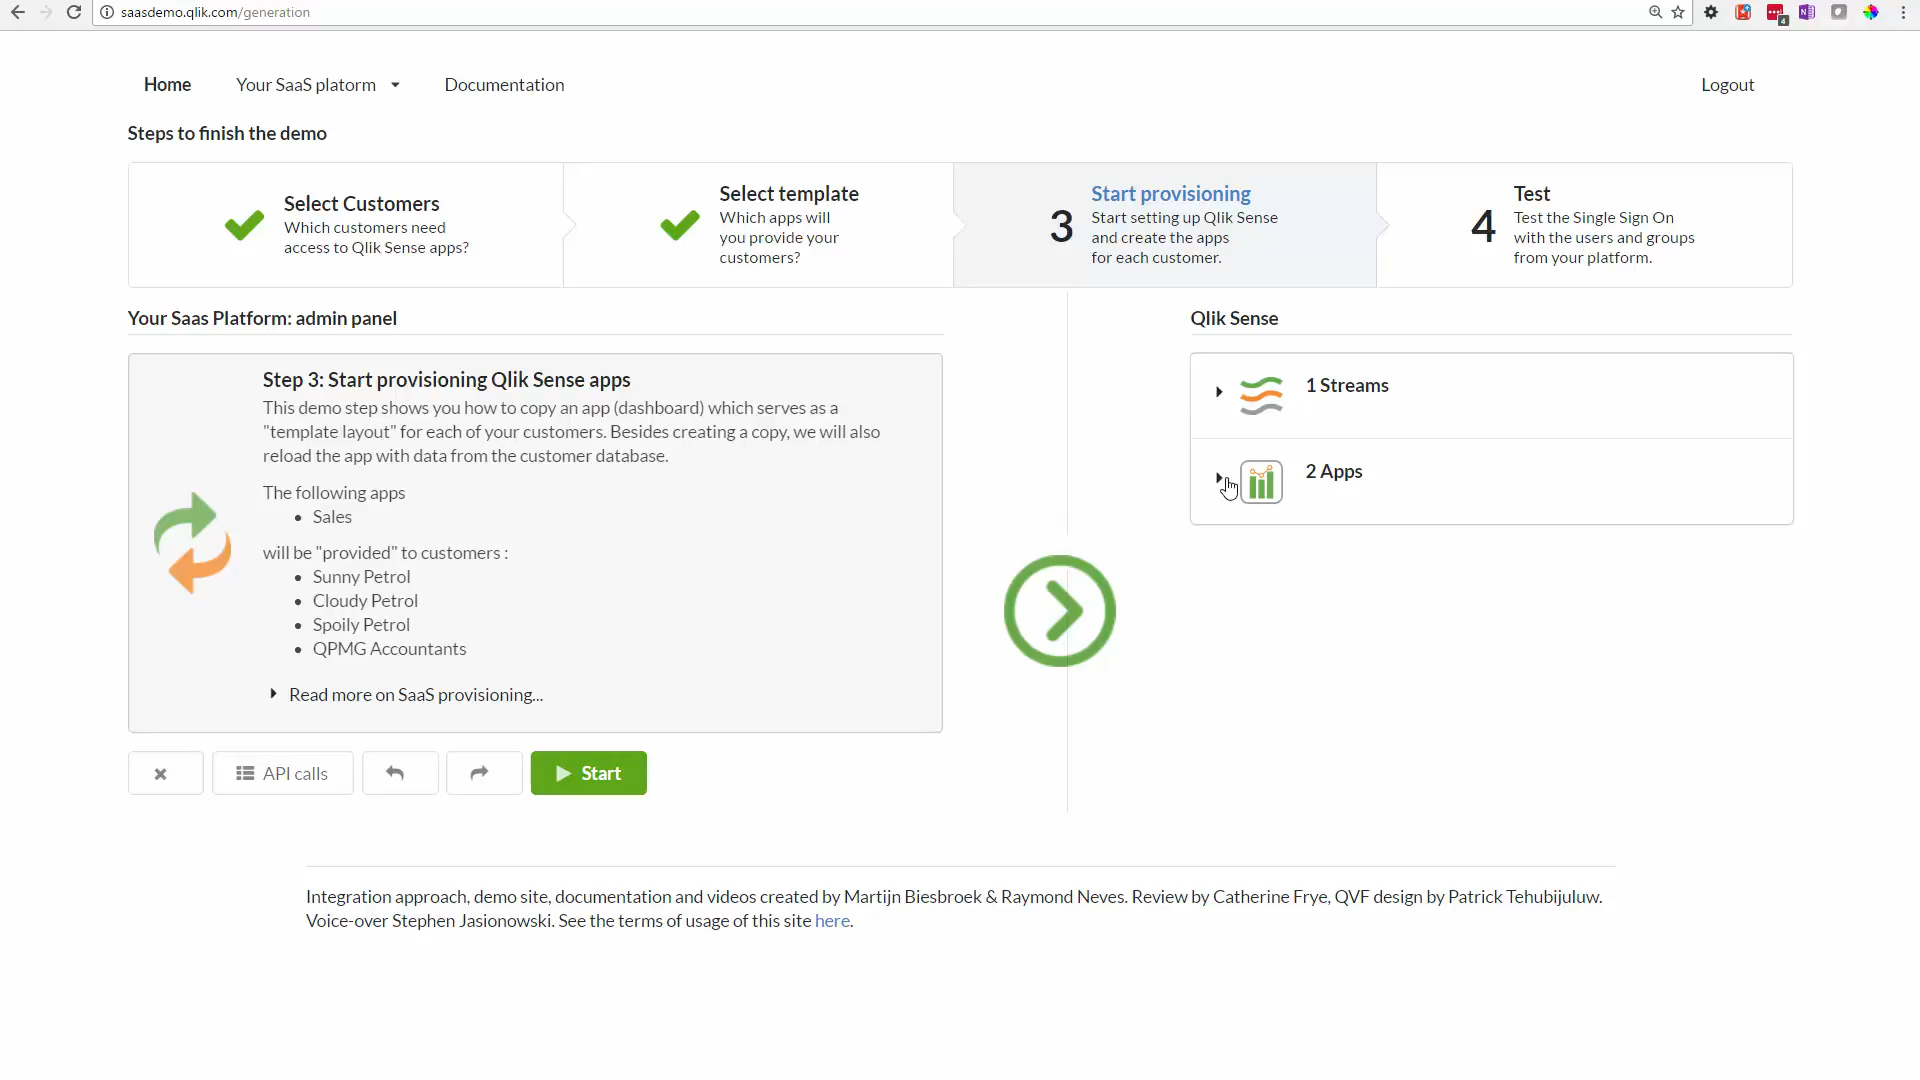 saasdemo.qlik.com/generation
4
Home
Your SaaS platorm
Documentation
Logout
Steps to finish the demo
Select Customers
Which customers need
access to Qlik Sense apps?
Select template
Which apps will
you provide your
customers?
3
Start provisioning
Start setting up Qlik Sense
and create the apps
for each customer.
4
Test
Test the Single Sign On
with the users and groups
from your platform.
Your Saas Platform: admin panel
Step 3: Start provisioning Qlik Sense apps
This demo step shows you how to copy an app (dashboard) which serves as a
"template layout" for each of your customers. Besides creating a copy, we will also
reload the app with data from the customer database.
The following apps
• Sales
will be "provided" to customers :
• Sunny Petrol
• Cloudy Petrol
• Spoily Petrol
• QPMG Accountants
Read more on SaaS provisioning...
API calls
Start
Qlik Sense
1 Streams
2 Apps
Integration approach, demo site, documentation and videos created by Martijn Biesbroek & Raymond Neves. Review by Catherine Frye, QVF design by Patrick Tehubijuluw.
Voice-over Stephen Jasionowski. See the terms of usage of this site here.